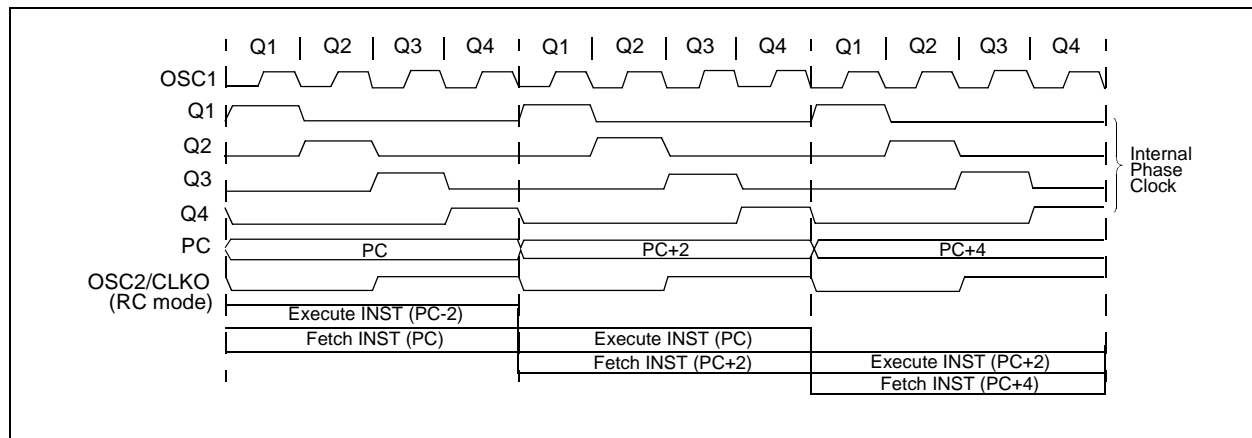 Q1 Q2 Q3 Q4 Q1 Q2 Q3 Q4 Q1 Q2 Q3 Q4
OSC1
Q1
Q2
Q3
Q4
Internal
Phase
Clock
PC PC PC+2 PC+4
OSC2/CLKO
(RC mode)
Execute INST (PC-2)
Fetch INST (PC) Execute INST (PC)
Fetch INST (PC+2) Execute INST (PC+2)
Fetch INST (PC+4)